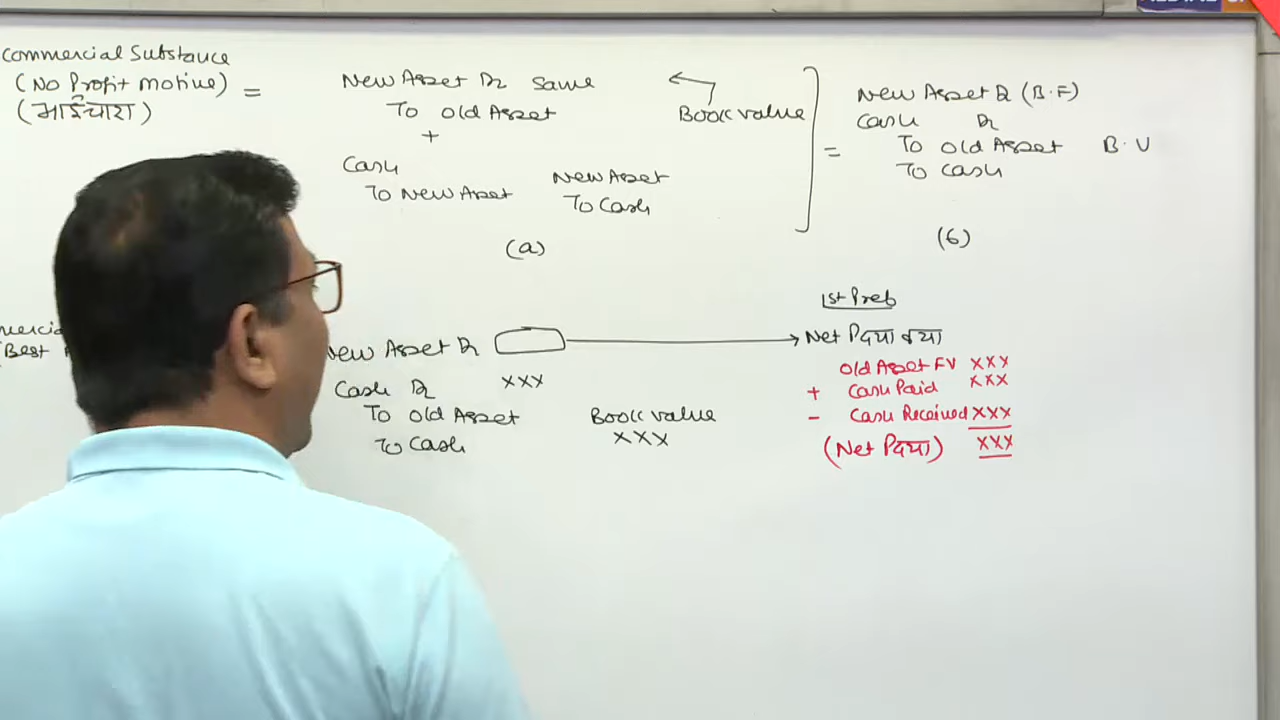 Commercial Substance
(No Profit motive) =
(भाईचारा)
New Asset Dr same
To Old Asset
+
Cash
To New Asset
New Asset
To Cash
(a)
Book value
=
New Asset Dr (B.F)
Cash Dr
To Old Asset B.V
To Cash
(b)
(Best
New Asset Dr
Cash Dr xxx
To Old Asset Book value
To Cash xxx
1st Pref
Net दिया क्या
Old Asset FV xxx
+ Cash Paid xxx
- Cash Received xxx
(Net दिया) xxx